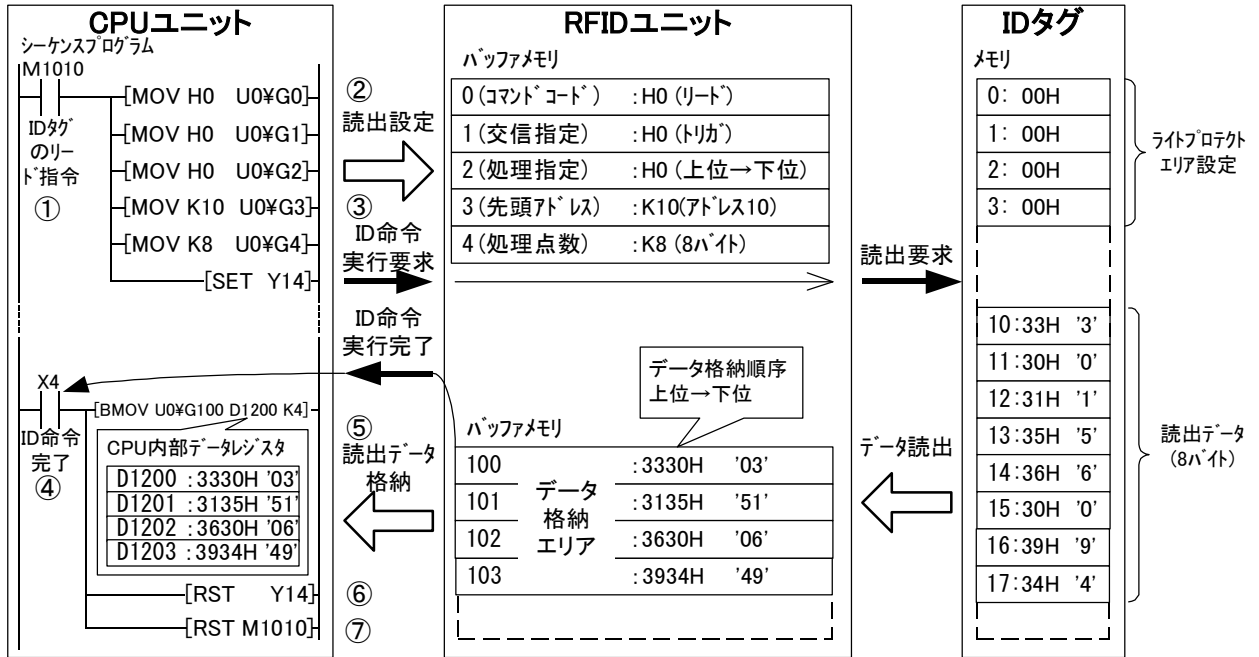 CPUユニット
シーケンスプログラム
M1010
[MOV H0 U0¥G0]
[MOV H0 U0¥G1]
[MOV H0 U0¥G2]
[MOV K10 U0¥G3]
[MOV K8 U0¥G4]
[SET Y14]
IDタグ
のリー
ド指令
①
②
読出設定
③
ID命令
実行要求
ID命令
実行完了
X4
[BMOV U0¥G100 D1200 K4]
ID命令
完了
④
CPU内部データレジスタ
D1200 :3330H '03'
D1201 :3135H '51'
D1202 :3630H '06'
D1203 :3934H '49'
⑤
読出データ
格納
[RST Y14]
⑥
[RST M1010]
⑦
RFIDユニット
バッファメモリ
0(コマンドコード) :H0(リード)
1(交信指定) :H0(トリガ)
2(処理指定) :H0(上位→下位)
3(先頭アドレス) :K10(アドレス10)
4(処理点数) :K8(8バイト)
データ格納順序
上位→下位
バッファメモリ
100 :3330H '03'
101 :3135H '51'
102 :3630H '06'
103 :3934H '49'
データ
格納
エリア
読出要求
データ読出
IDタグ
メモリ
0: 00H
1: 00H
2: 00H
3: 00H
ライトプロテクト
エリア設定
10:33H '3'
11:30H '0'
12:31H '1'
13:35H '5'
14:36H '6'
15:30H '0'
16:39H '9'
17:34H '4'
読出データ
(8バイト)